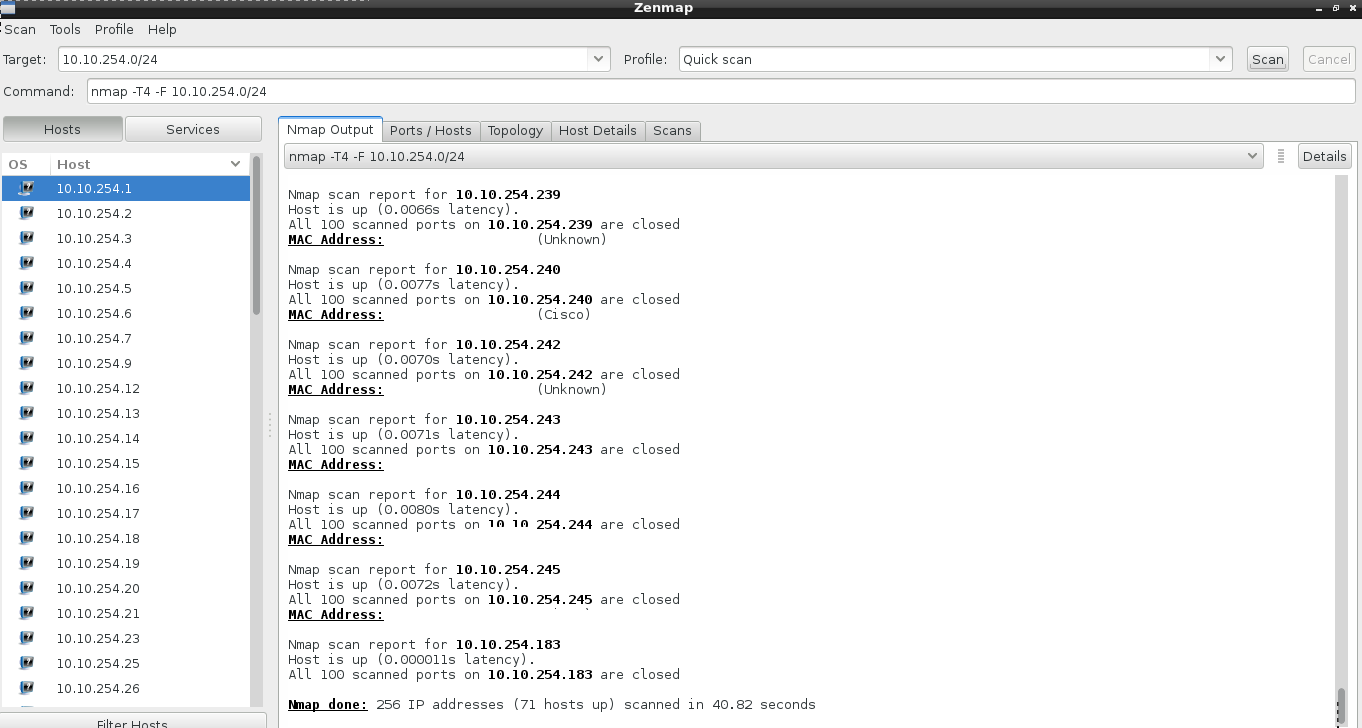 Zenmap
Scan Tools Profile Help
Target: 10.10.254.0/24 Profile: Quick scan Scan Cancel
Command: nmap -T4 -F 10.10.254.0/24
Hosts Services
Nmap Output Ports / Hosts Topology Host Details Scans
nmap -T4 -F 10.10.254.0/24 Details
OS Host
10.10.254.1
10.10.254.2
10.10.254.3
10.10.254.4
10.10.254.5
10.10.254.6
10.10.254.7
10.10.254.9
10.10.254.12
10.10.254.13
10.10.254.14
10.10.254.15
10.10.254.16
10.10.254.17
10.10.254.18
10.10.254.19
10.10.254.20
10.10.254.21
10.10.254.23
10.10.254.25
10.10.254.26
Filter Hosts
Nmap scan report for 10.10.254.239
Host is up (0.0066s latency).
All 100 scanned ports on 10.10.254.239 are closed
MAC Address: (Unknown)
Nmap scan report for 10.10.254.240
Host is up (0.0077s latency).
All 100 scanned ports on 10.10.254.240 are closed
MAC Address: (Cisco)
Nmap scan report for 10.10.254.242
Host is up (0.0070s latency).
All 100 scanned ports on 10.10.254.242 are closed
MAC Address: (Unknown)
Nmap scan report for 10.10.254.243
Host is up (0.0071s latency).
All 100 scanned ports on 10.10.254.243 are closed
MAC Address:
Nmap scan report for 10.10.254.244
Host is up (0.0080s latency).
All 100 scanned ports on 10.10.254.244 are closed
MAC Address:
Nmap scan report for 10.10.254.245
Host is up (0.0072s latency).
All 100 scanned ports on 10.10.254.245 are closed
MAC Address:
Nmap scan report for 10.10.254.183
Host is up (0.000011s latency).
All 100 scanned ports on 10.10.254.183 are closed
Nmap done: 256 IP addresses (71 hosts up) scanned in 40.82 seconds